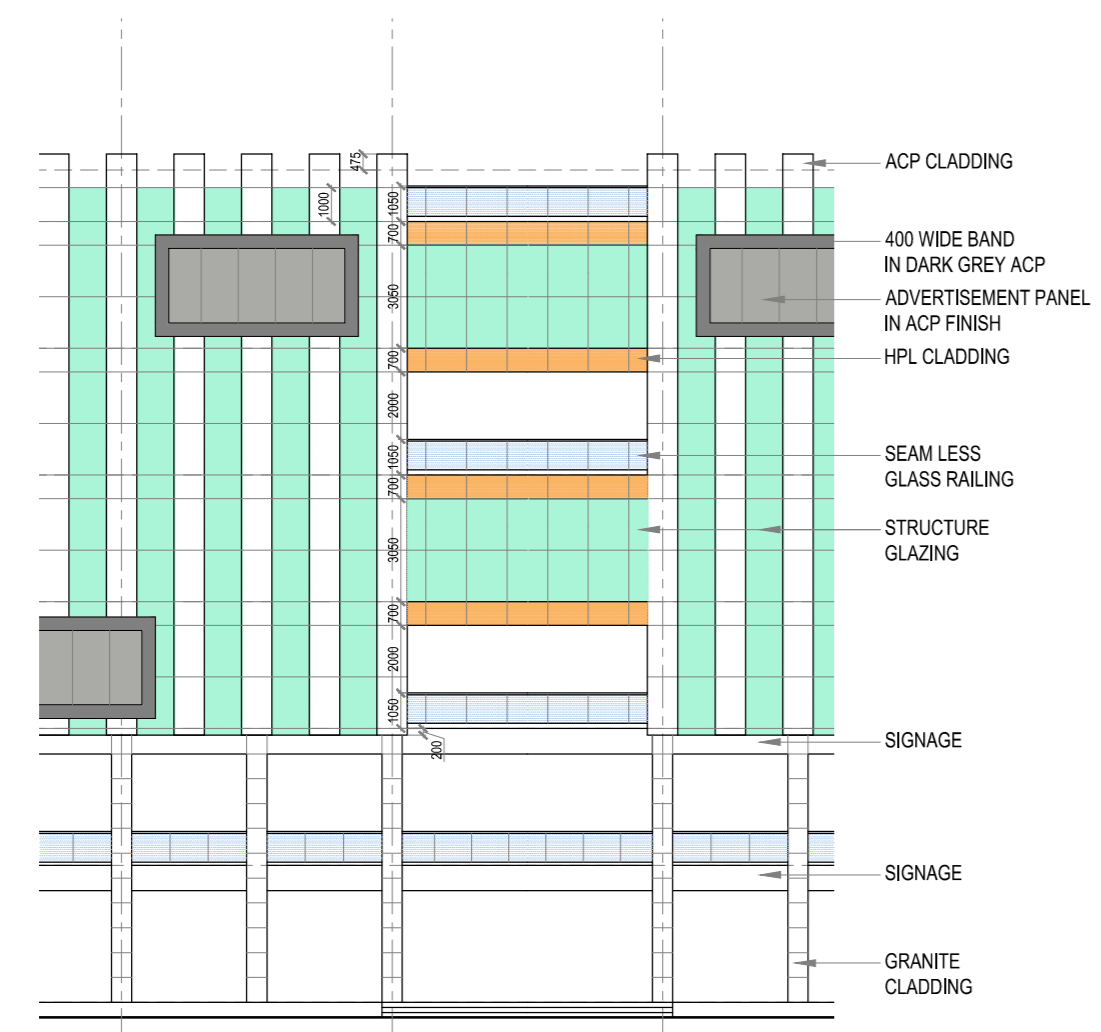 ACP CLADDING
475
1000
1050
700
400 WIDE BAND
IN DARK GREY ACP
ADVERTISEMENT PANEL
IN ACP FINISH
3050
HPL CLADDING
700
2000
1050
SEAM LESS
GLASS RAILING
700
STRUCTURE
GLAZING
3050
700
2000
1050
200
SIGNAGE
SIGNAGE
GRANITE
CLADDING